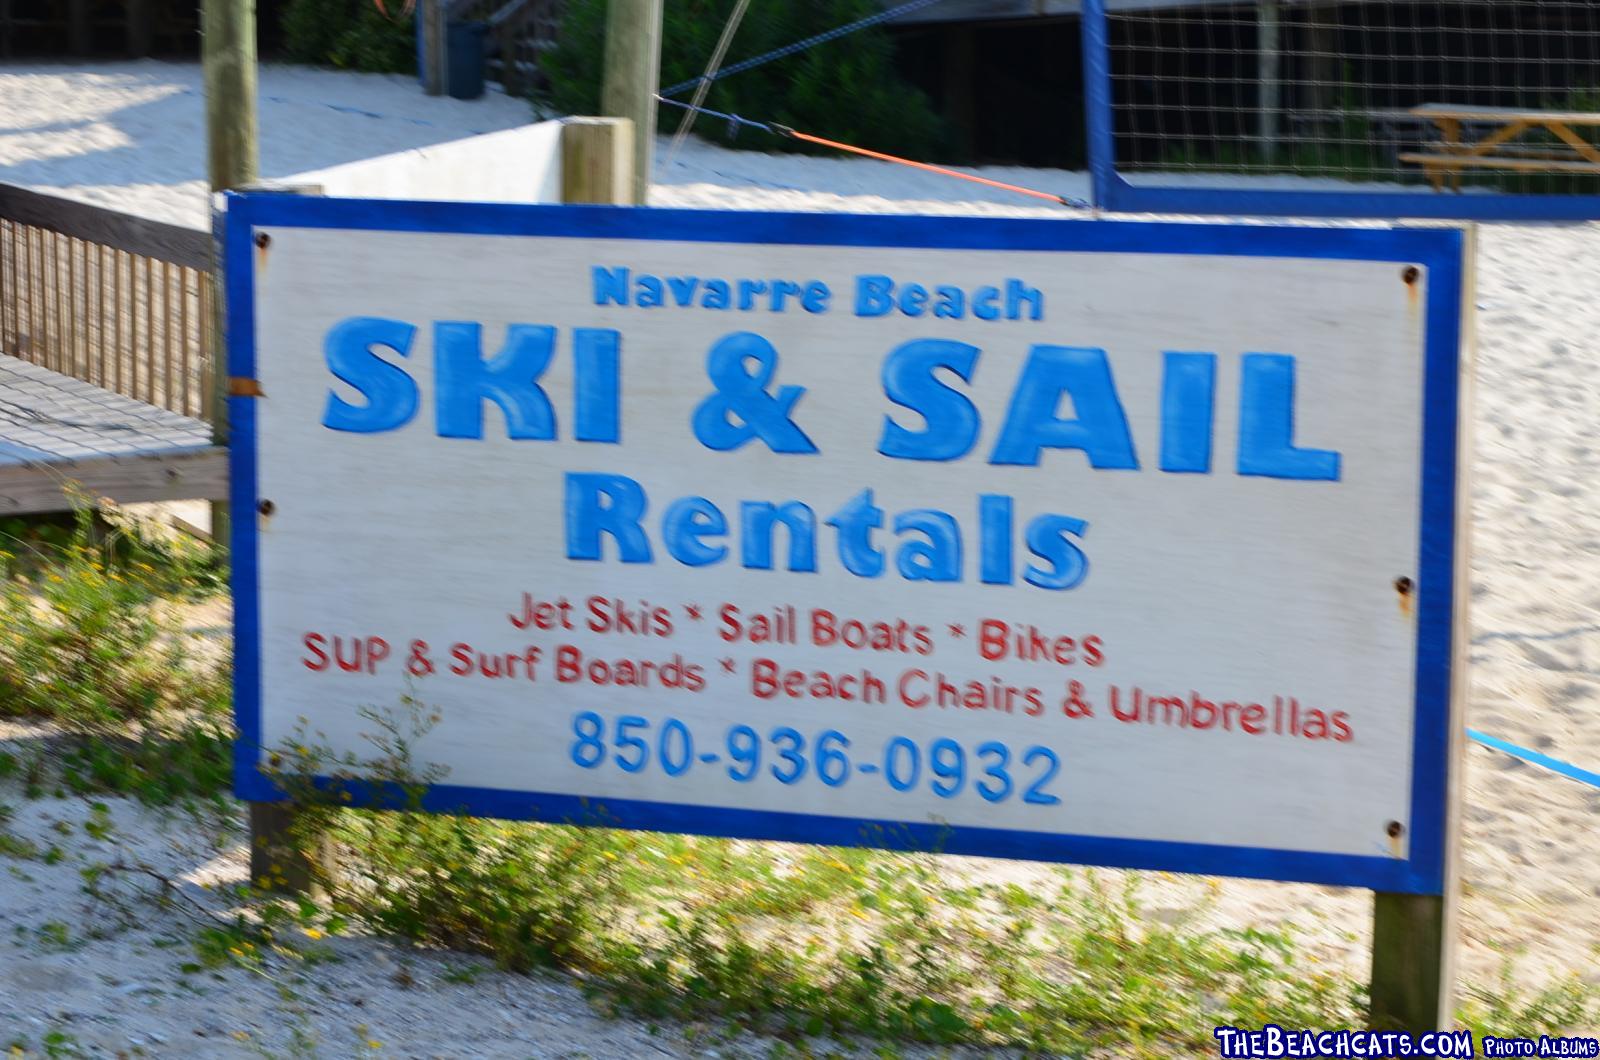 Navarre Beach
SKI & SAIL
Rentals
Jet Skis * Sail Boats * Bikes
SUP & Surf Boards * Beach Chairs & Umbrellas
850-936-0932
THEBEACHCATS.COM PHOTO ALBUMS